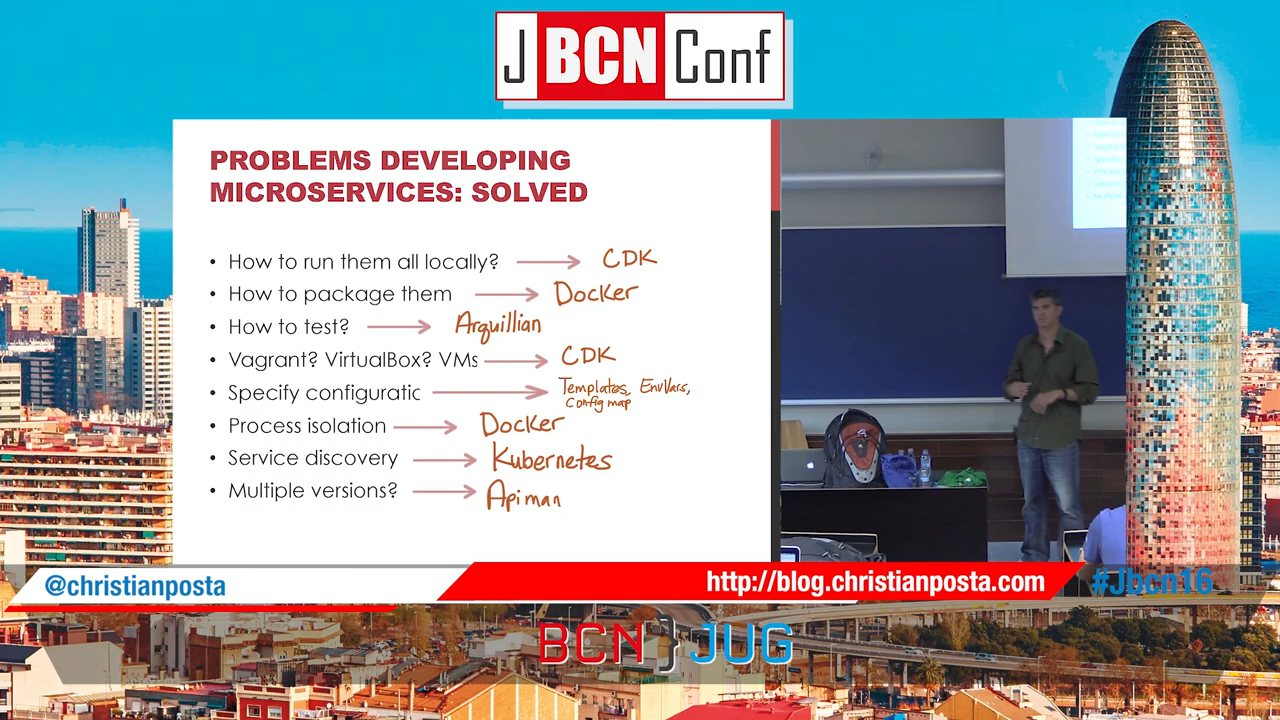 J BCN Conf
PROBLEMS DEVELOPING
MICROSERVICES: SOLVED
• How to run them all locally? → CDK
• How to package them → Docker
• How to test? → Arquillian
• Vagrant? VirtualBox? VMs → CDK
• Specify configuratic → Templates, EnvVars,
Config map
• Process isolation → Docker
• Service discovery → Kubernetes
• Multiple versions? → Apiman
@christianposta
http://blog.christianposta.com
#Jbcn16
BCN JUG